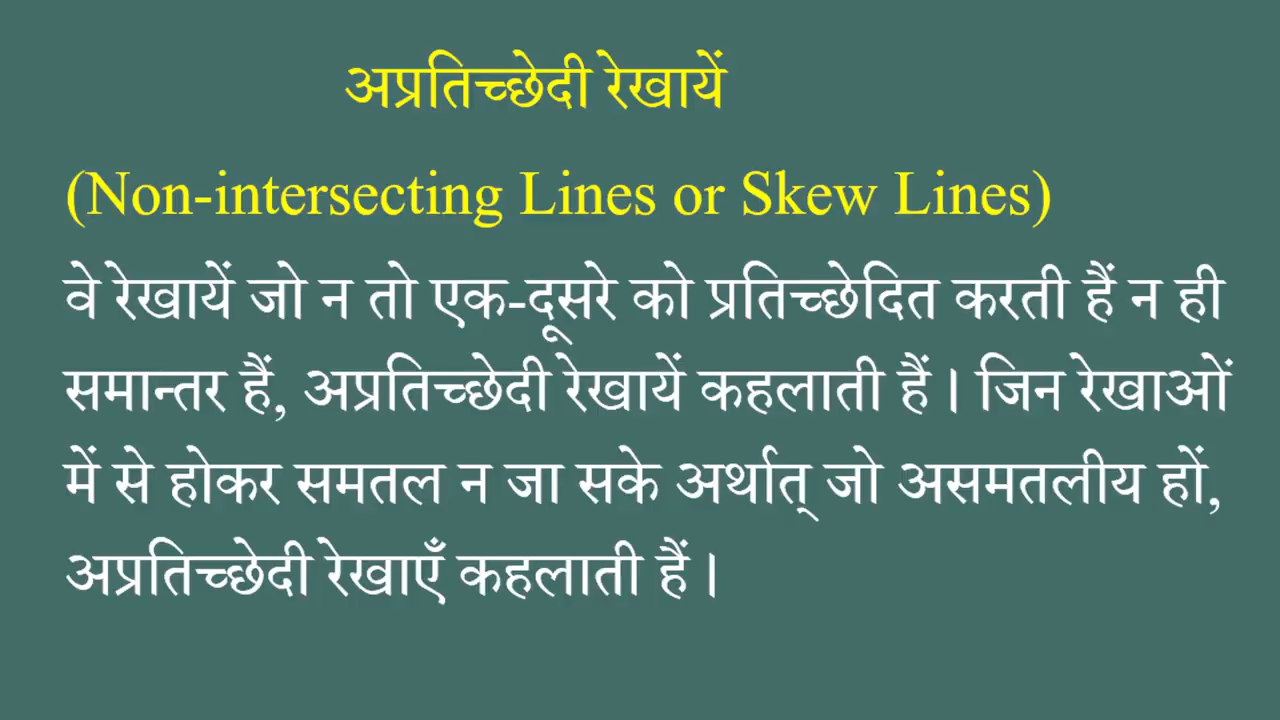 अप्रतिच्छेदी रेखायें
(Non-intersecting Lines or Skew Lines)
वे रेखायें जो न तो एक-दूसरे को प्रतिच्छेदित करती हैं न ही
समान्तर हैं, अप्रतिच्छेदी रेखायें कहलाती हैं । जिन रेखाओं
में से होकर समतल न जा सके अर्थात् जो असमतलीय हों,
अप्रतिच्छेदी रेखाएँ कहलाती हैं ।